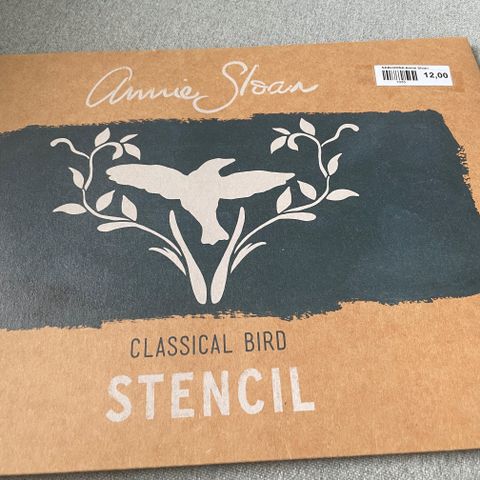 Annie Sloan
12,00
CLASSICAL BIRD
STENCIL